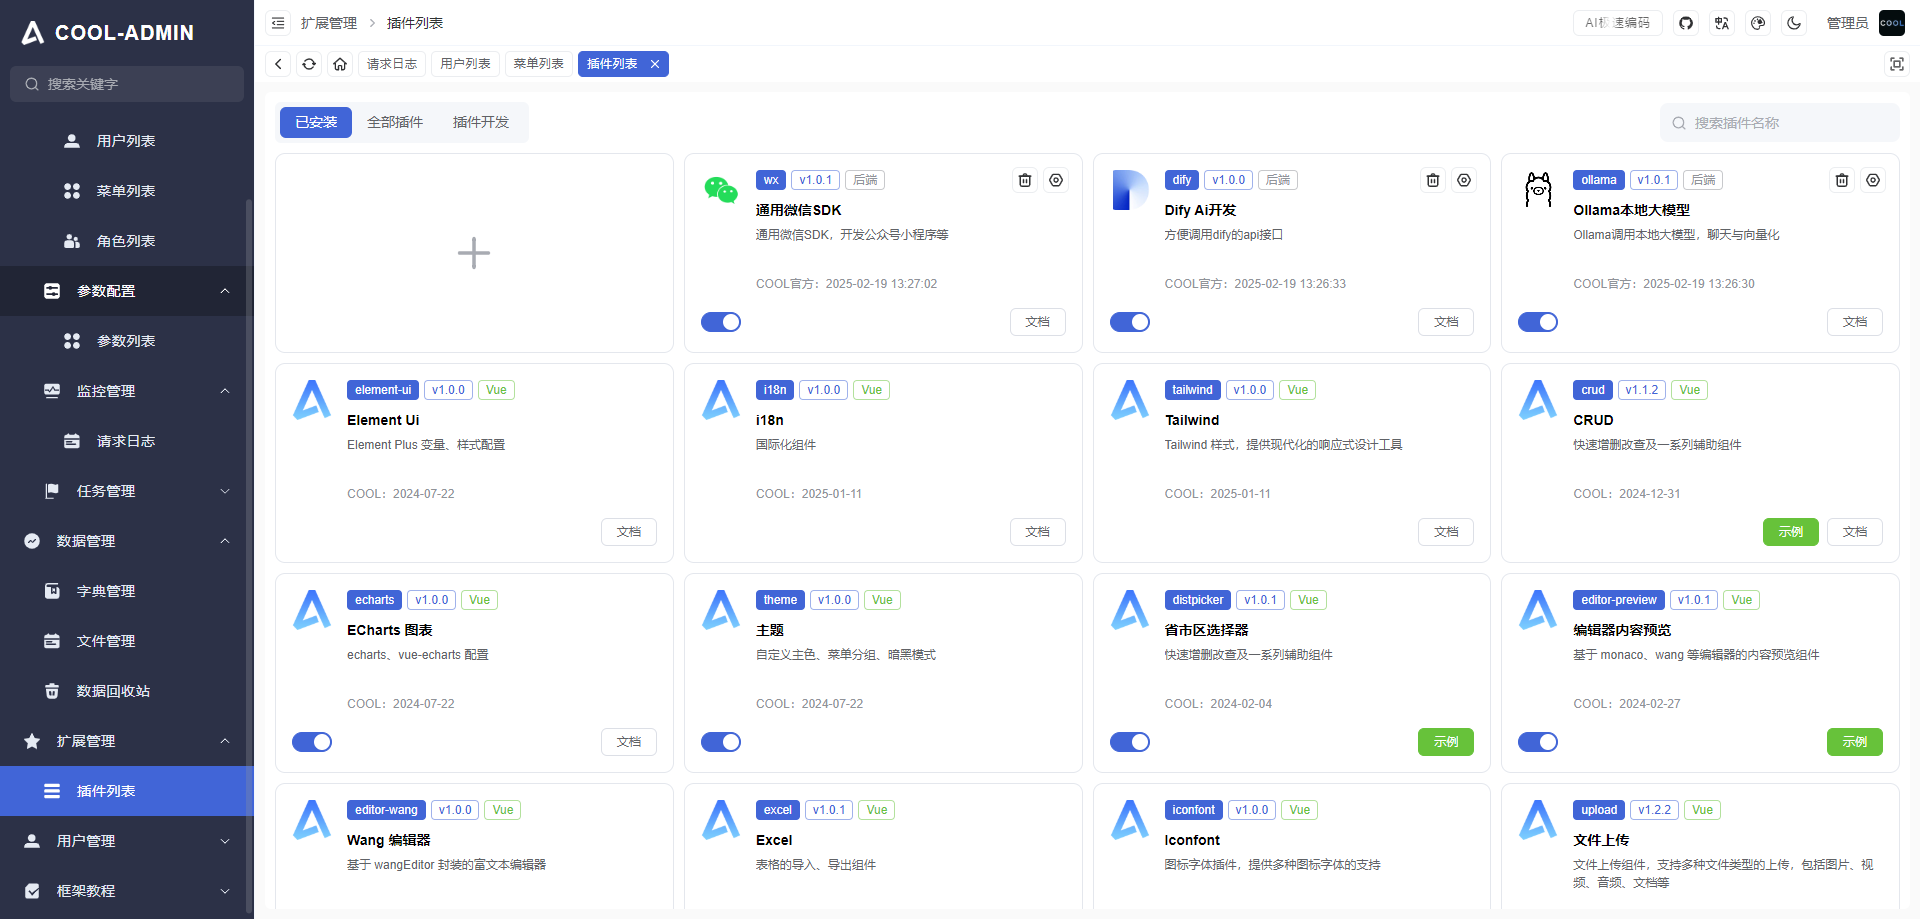 COOL-ADMIN
搜索关键字
用户列表
菜单列表
角色列表
参数配置
参数列表
监控管理
请求日志
任务管理
数据管理
字典管理
文件管理
数据回收站
扩展管理
插件列表
用户管理
框架教程
扩展管理 插件列表
AI极速编码
管理员
COOL
请求日志 用户列表 菜单列表 插件列表
已安装 全部插件 插件开发
搜索插件名称
wx v1.0.1 后端
通用微信SDK
通用微信SDK，开发公众号小程序等
COOL官方：2025-02-19 13:27:02
文档
dify v1.0.0 后端
Dify Ai开发
方便调用dify的api接口
COOL官方：2025-02-19 13:26:33
文档
ollama v1.0.1 后端
Ollama本地大模型
Ollama调用本地大模型，聊天与向量化
COOL官方：2025-02-19 13:26:30
文档
element-ui v1.0.0 Vue
Element Ui
Element Plus 变量、样式配置
COOL：2024-07-22
文档
i18n v1.0.0 Vue
i18n
国际化组件
COOL：2025-01-11
文档
tailwind v1.0.0 Vue
Tailwind
Tailwind 样式，提供现代化的响应式设计工具
COOL：2025-01-11
文档
crud v1.1.2 Vue
CRUD
快速增删改查及一系列辅助组件
COOL：2024-12-31
示例 文档
echarts v1.0.0 Vue
ECharts 图表
echarts、vue-echarts 配置
COOL：2024-07-22
文档
theme v1.0.0 Vue
主题
自定义主色、菜单分组、暗黑模式
COOL：2024-07-22
distpicker v1.0.1 Vue
省市区选择器
快速增删改查及一系列辅助组件
COOL：2024-02-04
示例
editor-preview v1.0.1 Vue
编辑器内容预览
基于 monaco、wang 等编辑器的内容预览组件
COOL：2024-02-27
示例
editor-wang v1.0.0 Vue
Wang 编辑器
基于 wangEditor 封装的富文本编辑器
excel v1.0.1 Vue
Excel
表格的导入、导出组件
iconfont v1.0.0 Vue
Iconfont
图标字体插件，提供多种图标字体的支持
upload v1.2.2 Vue
文件上传
文件上传组件，支持多种文件类型的上传，包括图片、视
频、音频、文档等